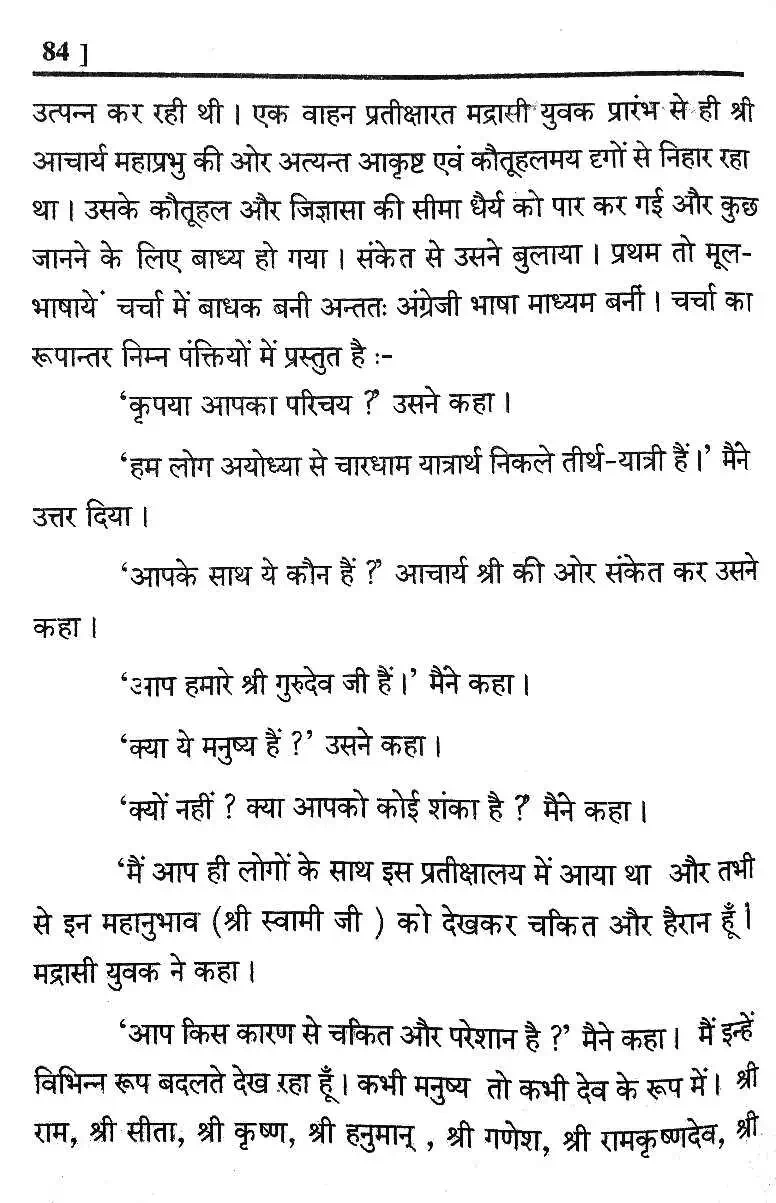 84 ]
उत्पन्न कर रही थी । एक वाहन प्रतीक्षारत मद्रासी युवक प्रारंभ से ही श्री
आचार्य महाप्रभु की ओर अत्यन्त आकृष्ट एवं कौतूहलमय दृगों से निहार रहा
था । उसके कौतूहल और जिज्ञासा की सीमा धैर्य को पार कर गई और कुछ
जानने के लिए बाध्य हो गया । संकेत से उसने बुलाया । प्रथम तो मूल-
भाषायें चर्चा में बाधक बनी अन्ततः अंग्रेजी भाषा माध्यम बनीं । चर्चा का
रूपान्तर निम्न पंक्तियों में प्रस्तुत है :-
‘कृपया आपका परिचय ?’ उसने कहा ।
‘हम लोग अयोध्या से चारधाम यात्रार्थ निकले तीर्थ-यात्री हैं।’ मैंने
उत्तर दिया ।
‘आपके साथ ये कौन हैं ?’ आचार्य श्री की ओर संकेत कर उसने
कहा ।
‘आप हमारे श्री गुरुदेव जी हैं।’ मैंने कहा ।
‘क्या ये मनुष्य हैं ?’ उसने कहा ।
‘क्यों नहीं ? क्या आपको कोई शंका है ?’ मैंने कहा ।
‘मैं आप ही लोगों के साथ इस प्रतीक्षालय में आया था और तभी
से इन महानुभाव (श्री स्वामी जी ) को देखकर चकित और हैरान हूँ।
मद्रासी युवक ने कहा ।
‘आप किस कारण से चकित और परेशान है ?’ मैने कहा । मैं इन्हें
विभिन्न रूप बदलते देख रहा हूँ। कभी मनुष्य तो कभी देव के रूप में। श्री
राम, श्री सीता, श्री कृष्ण, श्री हनुमान् , श्री गणेश, श्री रामकृष्णदेव, श्री